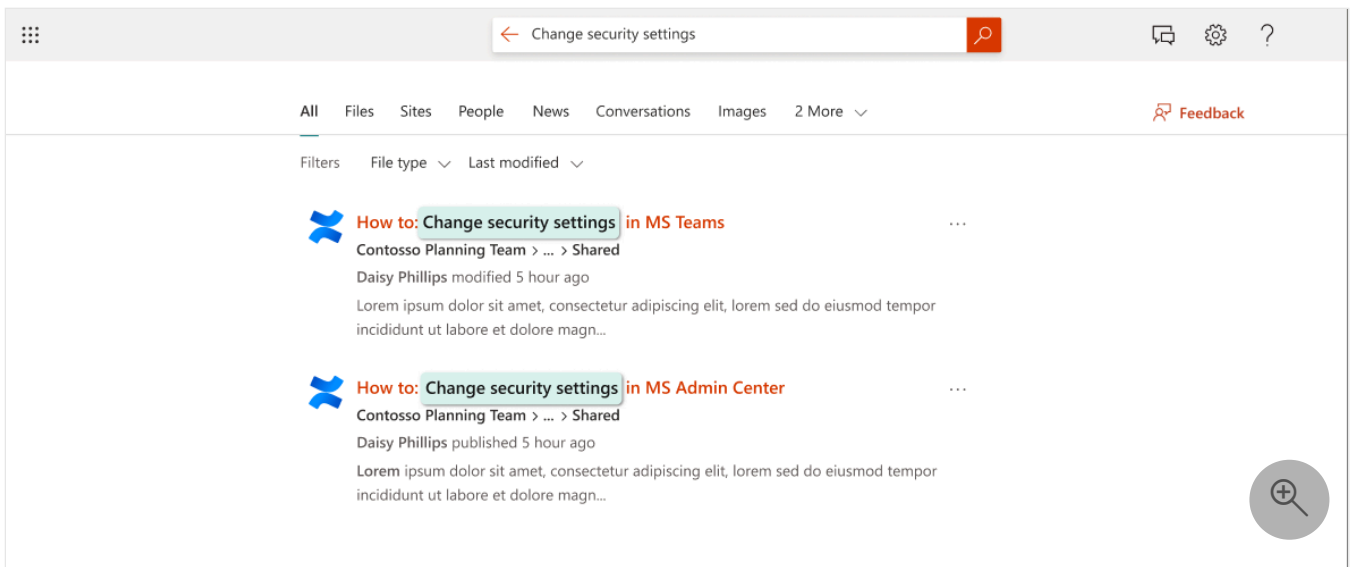 Change security settings
All Files Sites People News Conversations Images 2 More
Feedback
Filters File type Last modified
How to: Change security settings in MS Teams
Contosso Planning Team > ... > Shared
Daisy Phillips modified 5 hour ago
Lorem ipsum dolor sit amet, consectetur adipiscing elit, lorem sed do eiusmod tempor
incididunt ut labore et dolore magn...
How to: Change security settings in MS Admin Center
Contosso Planning Team > ... > Shared
Daisy Phillips published 5 hour ago
Lorem ipsum dolor sit amet, consectetur adipiscing elit, lorem sed do eiusmod tempor
incididunt ut labore et dolore magn...